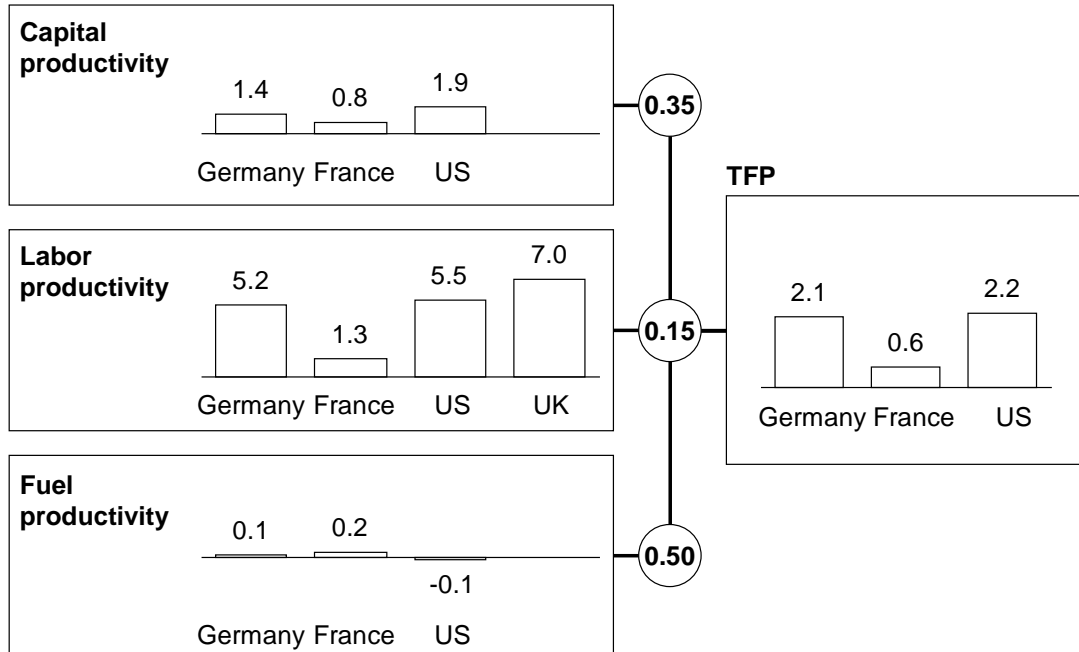 Capital
productivity
1.4 0.8 1.9
Germany France US
0.35
Labor
productivity
5.2 1.3 5.5 7.0
Germany France US UK
0.15
Fuel
productivity
0.1 0.2 -0.1
Germany France US
0.50
TFP
2.1 0.6 2.2
Germany France US